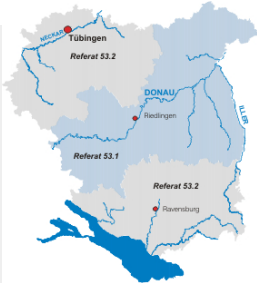 NECKAR
Tübingen
Referat 53.2
DONAU
ILLER
Riedlingen
Referat 53.1
Referat 53.2
Ravensburg